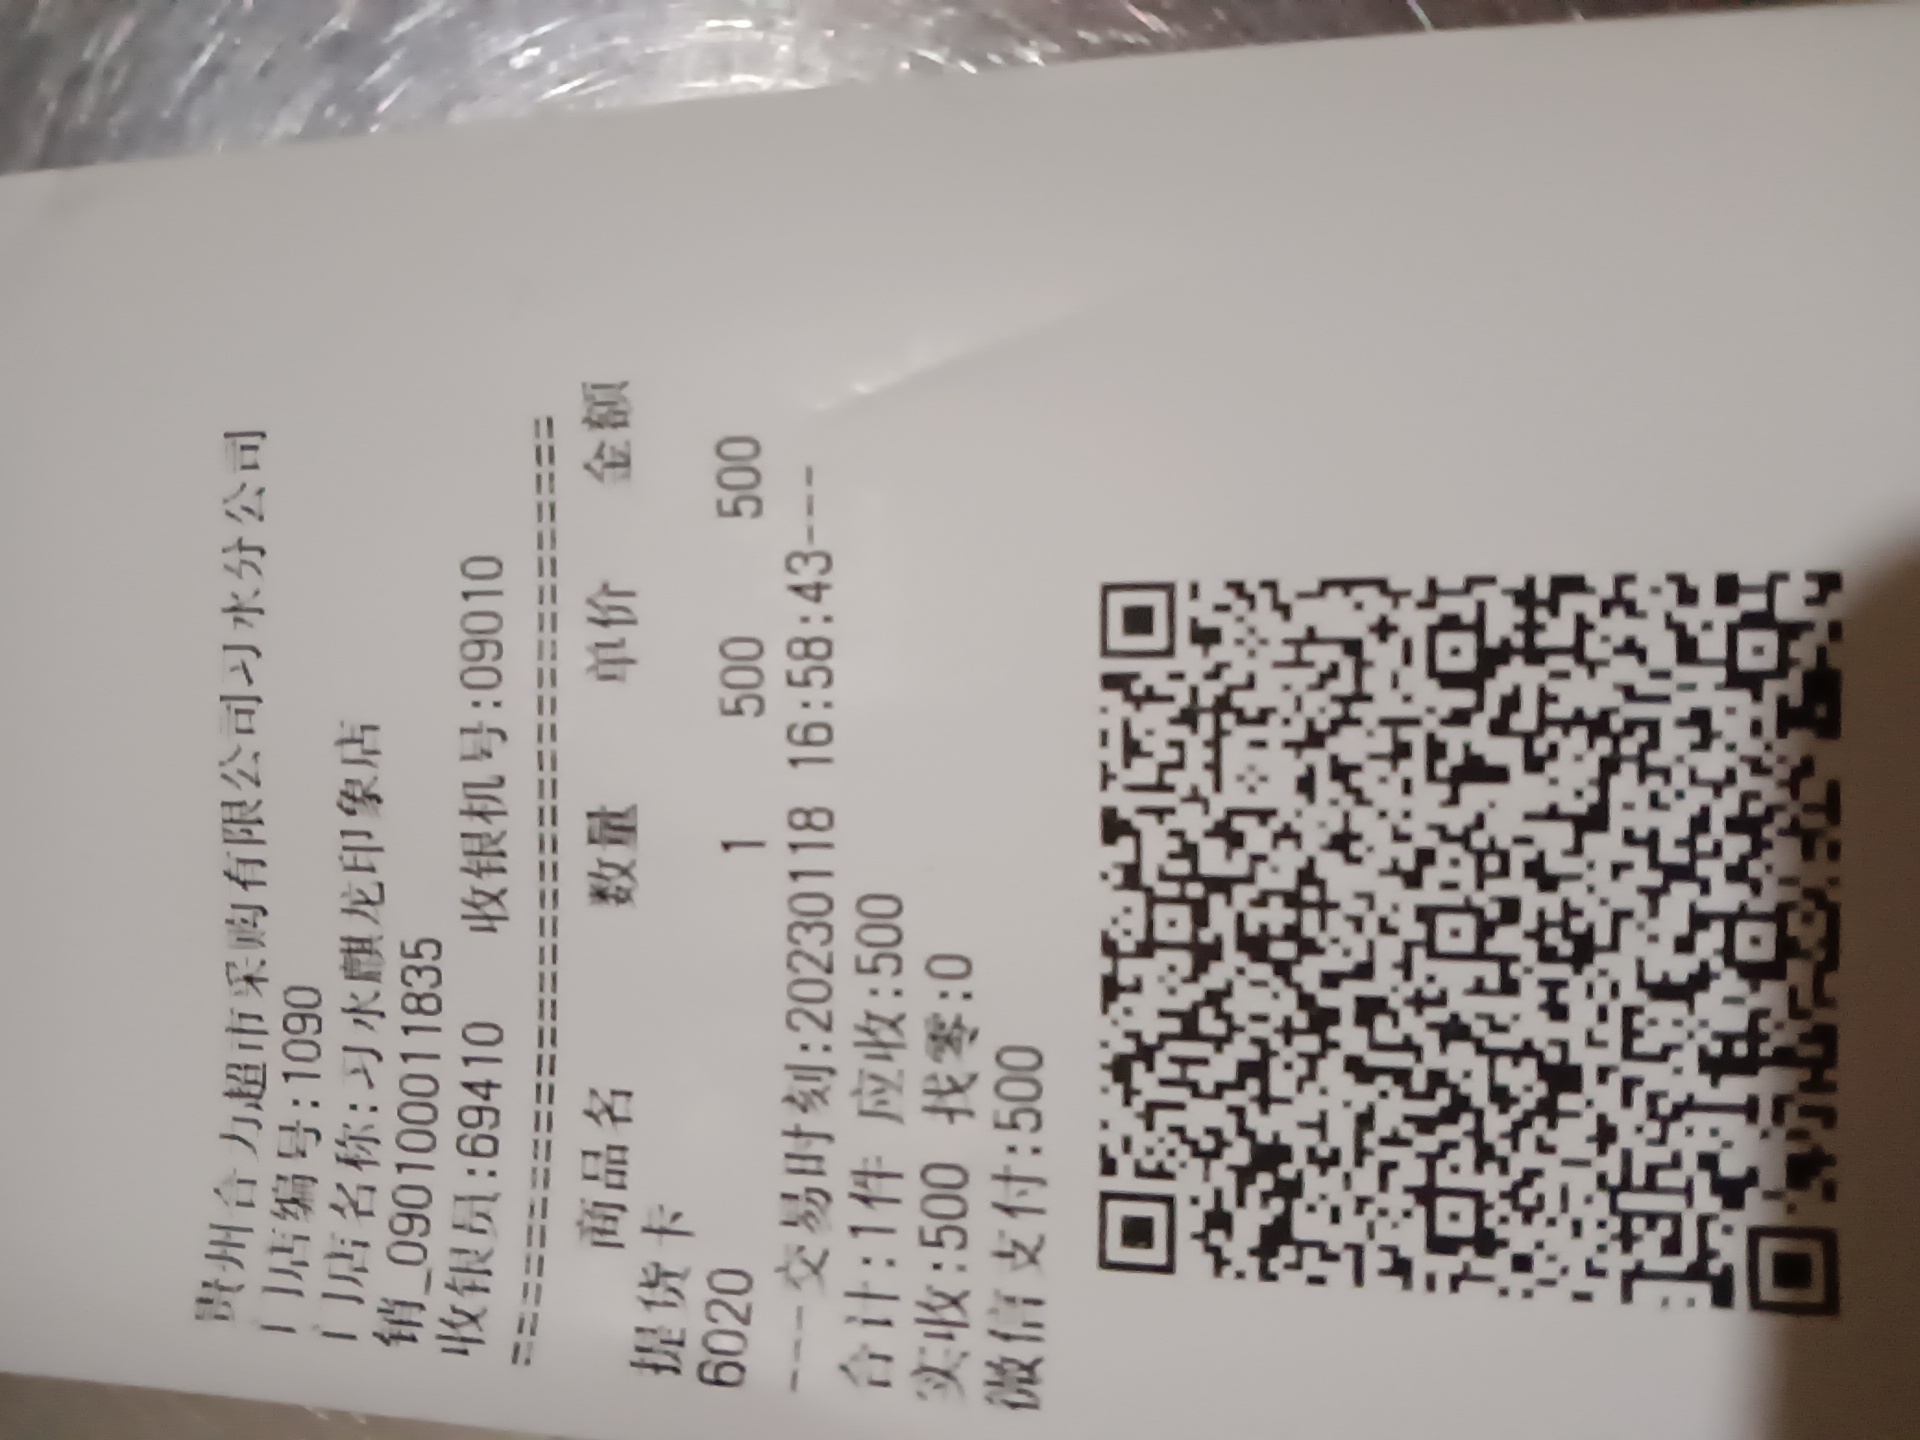 贵州合力超市采购有限公司习水分公司
门店编号:1090
门店名称:习水麒龙印象店
销_090100011835
收银员:69410 收银机号:09010
================================
商品名 数量 单价 金额
提货卡
6020 1 500 500
----交易时刻:20230118 16:58:43----
合计:1件 应收:500
实收:500 找零:0
微信支付:500